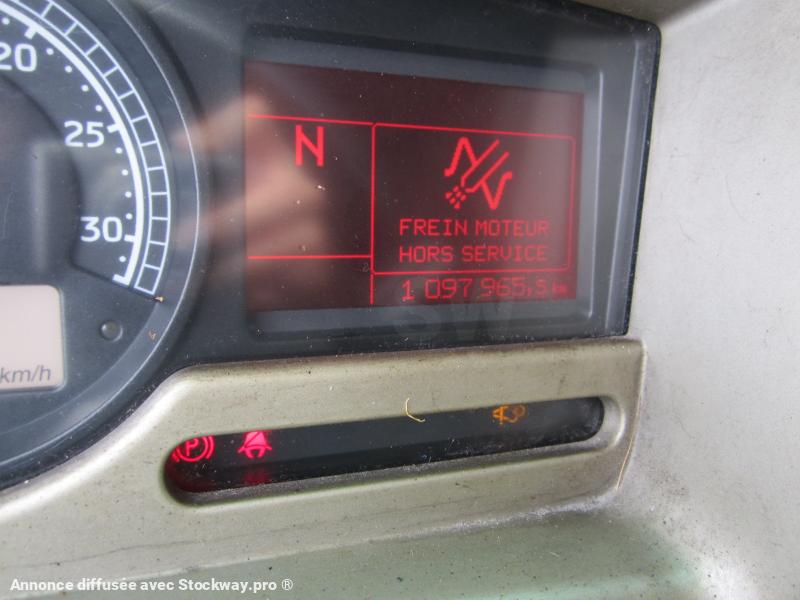 20
25
30
N
FREIN MOTEUR
HORS SERVICE
1 097 965,5 km
km/h
P
Annonce diffusée avec Stockway.pro ®